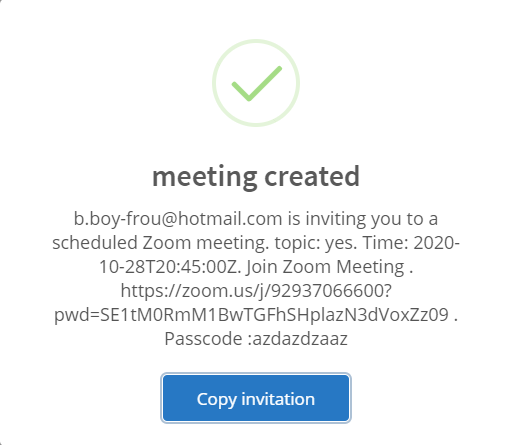 meeting created
b.boy-frou@hotmail.com is inviting you to a
scheduled Zoom meeting. topic: yes. Time: 2020-
10-28T20:45:00Z. Join Zoom Meeting .
https://zoom.us/j/92937066600?
pwd=SE1tM0RmM1BwTGFhSHplazN3dVoxZz09 .
Passcode :azdazdzaaz
Copy invitation